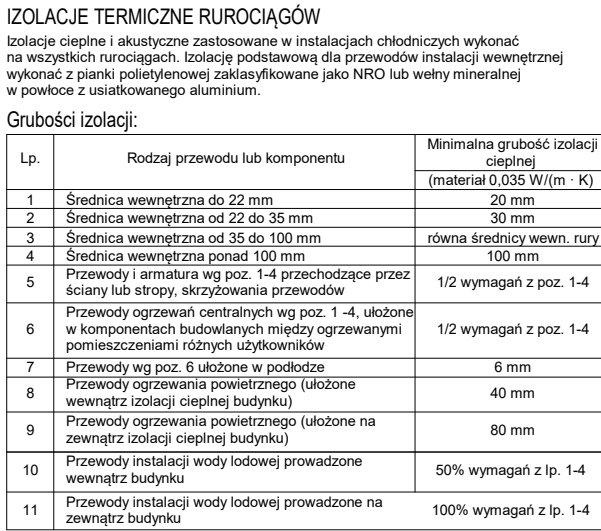 IZOLACJE TERMICZNE RUROCIĄGÓW
Izolacje cieplne i akustyczne zastosowane w instalacjach chłodniczych wykonać
na wszystkich rurociągach. Izolację podstawową dla przewodów instalacji wewnętrznej
wykonać z pianki polietylenowej zaklasyfikowane jako NRO lub wełny mineralnej
w powłoce z usiatkowanego aluminium.
Grubości izolacji:
Lp. Rodzaj przewodu lub komponentu Minimalna grubość izolacji
cieplnej
(materiał 0,035 W/(m · K)
1 Średnica wewnętrzna do 22 mm 20 mm
2 Średnica wewnętrzna od 22 do 35 mm 30 mm
3 Średnica wewnętrzna od 35 do 100 mm równa średnicy wewn. rury
4 Średnica wewnętrzna ponad 100 mm 100 mm
5 Przewody i armatura wg poz. 1-4 przechodzące przez
ściany lub stropy, skrzyżowania przewodów 1/2 wymagań z poz. 1-4
Przewody ogrzewań centralnych wg poz. 1 -4, ułożone
6 w komponentach budowlanych między ogrzewanymi 1/2 wymagań z poz. 1-4
pomieszczeniami różnych użytkowników
7 Przewody wg poz. 6 ułożone w podłodze 6 mm
8 Przewody ogrzewania powietrznego (ułożone
wewnątrz izolacji cieplnej budynku) 40 mm
9 Przewody ogrzewania powietrznego (ułożone na
zewnątrz izolacji cieplnej budynku) 80 mm
10 Przewody instalacji wody lodowej prowadzone
wewnątrz budynku 50% wymagań z lp. 1-4
11 Przewody instalacji wody lodowej prowadzone na
zewnątrz budynku 100% wymagań z lp. 1-4